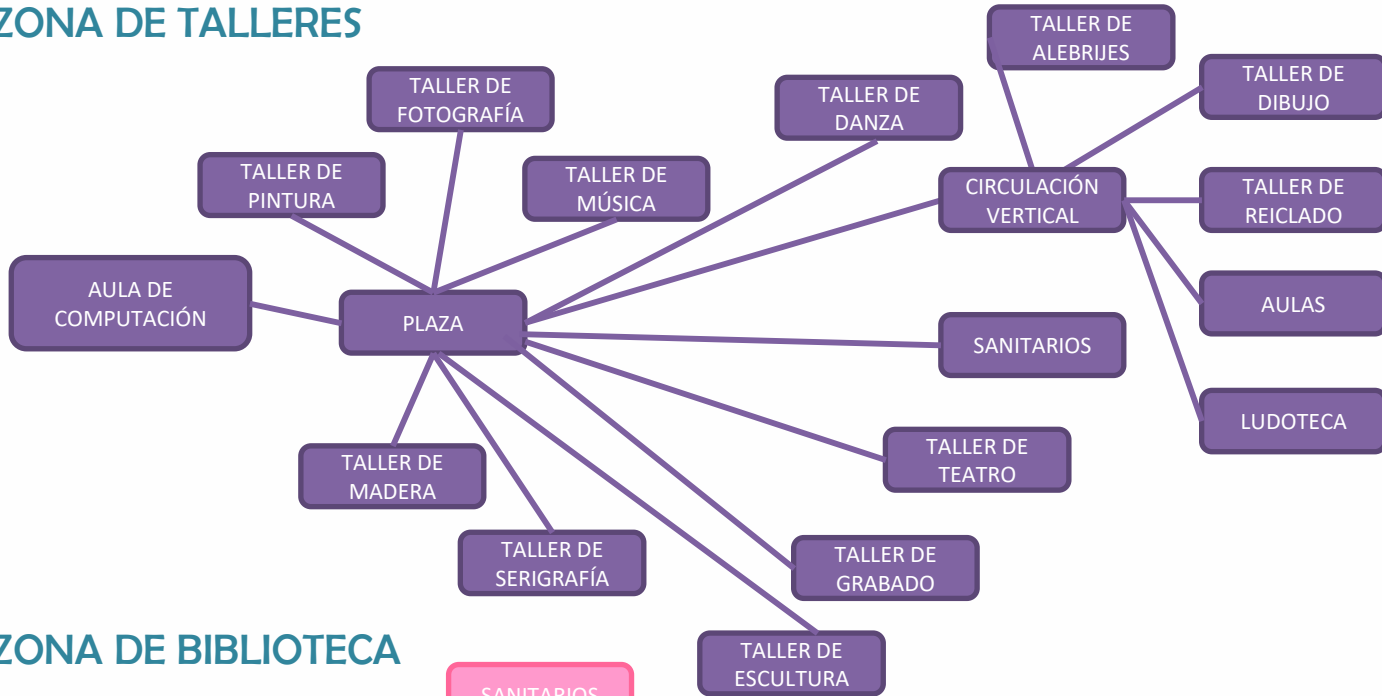 ZONA DE TALLERES
TALLER DE
ALEBRIJES
TALLER DE
FOTOGRAFÍA
TALLER DE
DANZA
TALLER DE
DIBUJO
TALLER DE
PINTURA
TALLER DE
MÚSICA
CIRCULACIÓN
VERTICAL
TALLER DE
REICLADO
AULA DE
COMPUTACIÓN
PLAZA
AULAS
SANITARIOS
LUDOTECA
TALLER DE
MADERA
TALLER DE
TEATRO
TALLER DE
SERIGRAFÍA
TALLER DE
GRABADO
TALLER DE
ESCULTURA
ZONA DE BIBLIOTECA
SANITARIOS